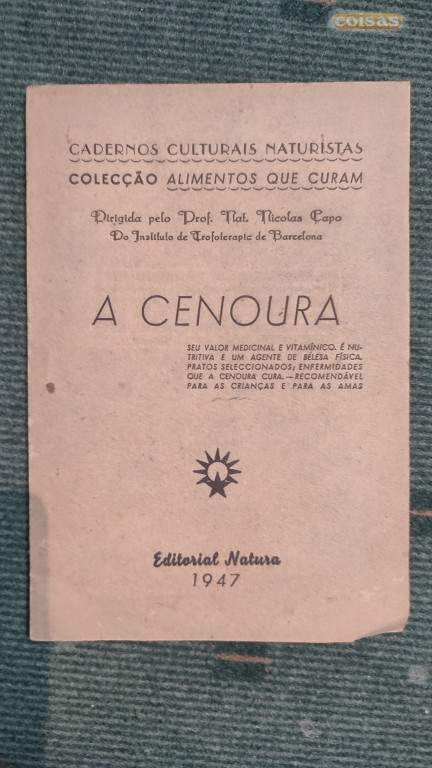 coisas
CADERNOS CULTURAIS NATURÍSTAS
COLECÇÃO ALIMENTOS QUE CURAM
Dirigida pelo Prof. Nat. Nicolas Capo
Do Instituto de Trofoterapia de Barcelona
A CENOURA
SEU VALOR MEDICINAL E VITAMÍNICO. É NU-
TRITIVA E UM AGENTE DE BÉLESA FÍSICA.
PRATOS SELECCIONADOS; ENFERMIDADES
QUE A CENOURA CURA. — RECOMENDÁVEL
PARA AS CRIANÇAS E PARA AS AMAS
Editorial Natura
1947